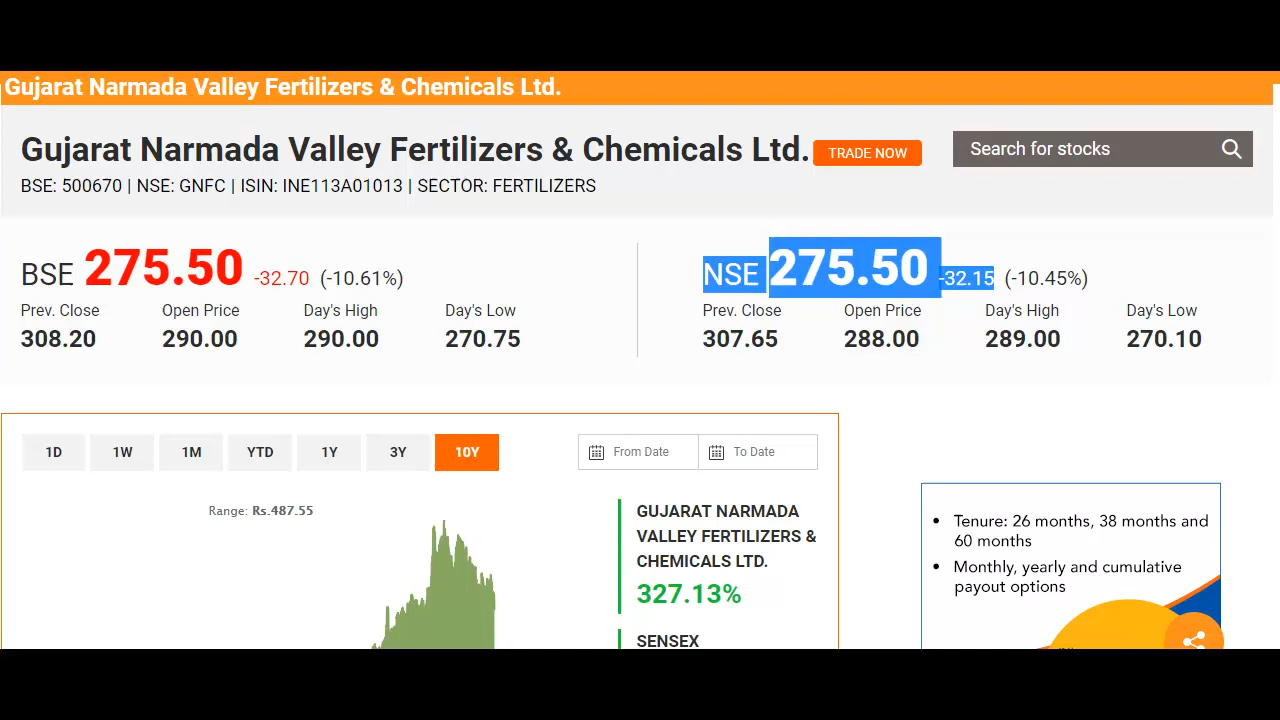 Gujarat Narmada Valley Fertilizers & Chemicals Ltd.
Gujarat Narmada Valley Fertilizers & Chemicals Ltd. TRADE NOW
Search for stocks
BSE: 500670 | NSE: GNFC | ISIN: INE113A01013 | SECTOR: FERTILIZERS
BSE 275.50 -32.70 (-10.61%)
Prev. Close Open Price Day's High Day's Low
308.20 290.00 290.00 270.75
NSE 275.50 -32.15 (-10.45%)
Prev. Close Open Price Day's High Day's Low
307.65 288.00 289.00 270.10
1D 1W 1M YTD 1Y 3Y 10Y
From Date To Date
Range: Rs.487.55
GUJARAT NARMADA
VALLEY FERTILIZERS &
CHEMICALS LTD.
327.13%
SENSEX
• Tenure: 26 months, 38 months and
60 months
• Monthly, yearly and cumulative
payout options